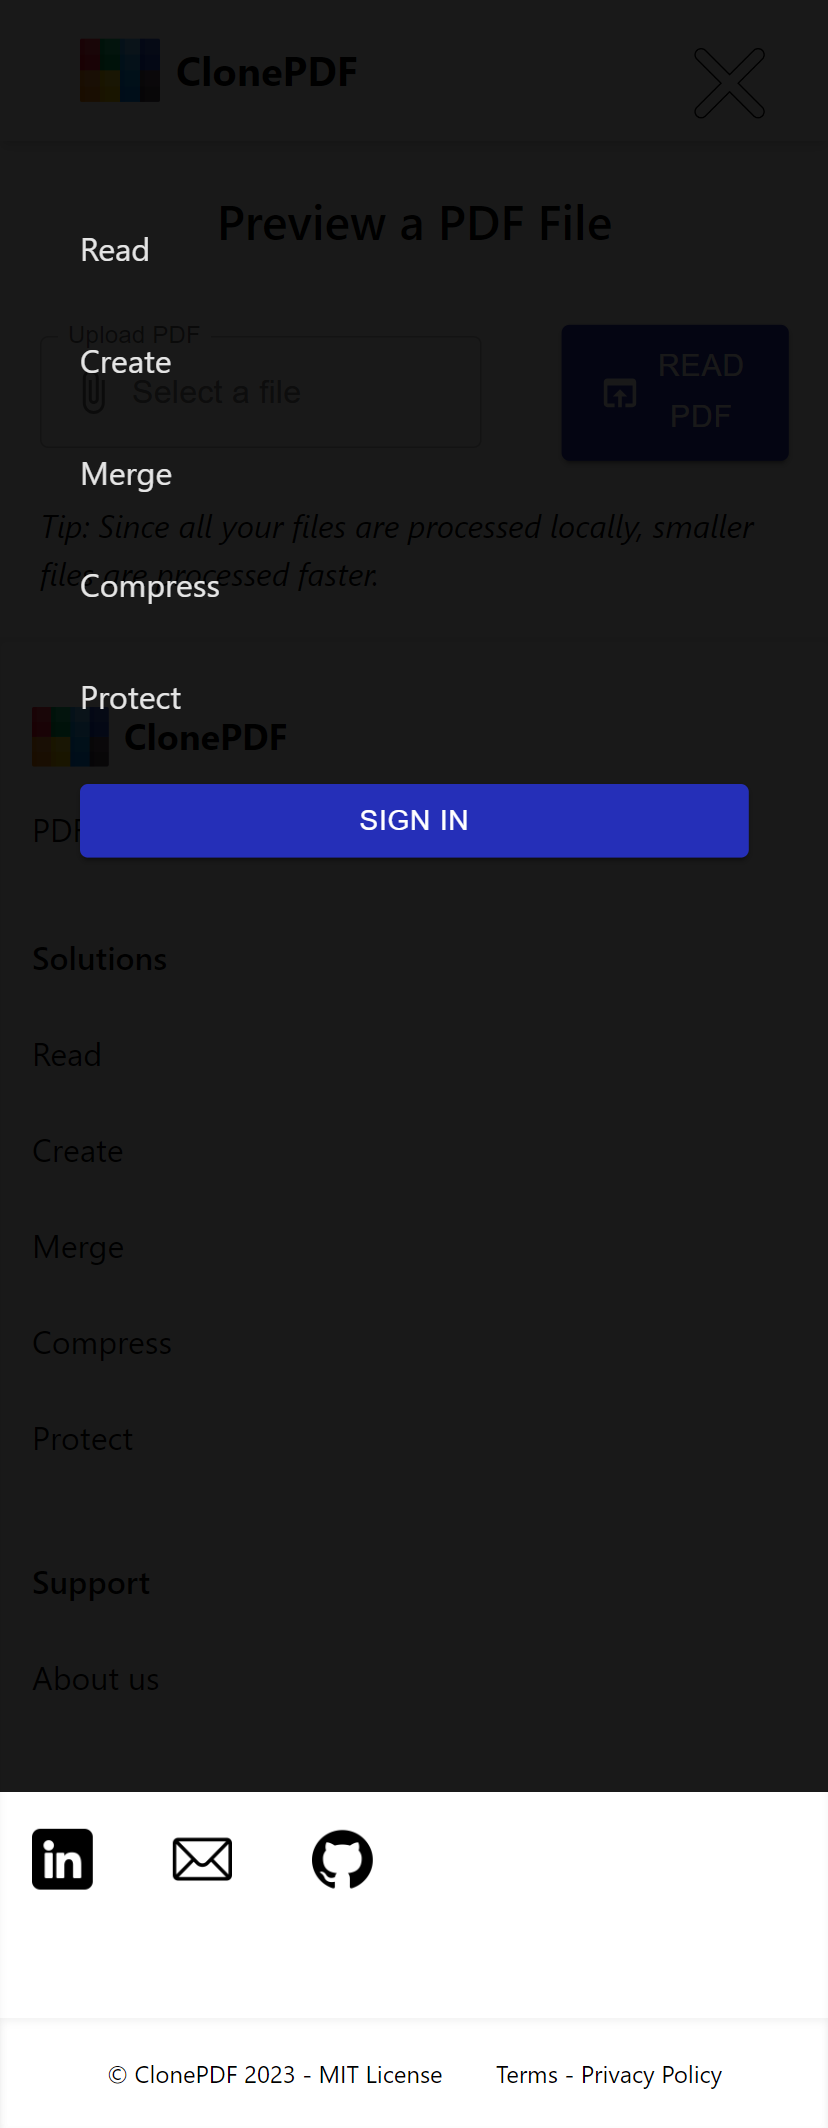 ClonePDF
Preview a PDF File
Read
Upload PDF
Create
Select a file
READ
PDF
Merge
Tip: Since all your files are processed locally, smaller
files are processed faster.
Compress
Protect
ClonePDF
SIGN IN
PDF
Solutions
Read
Create
Merge
Compress
Protect
Support
About us
in
© ClonePDF 2023 - MIT License
Terms - Privacy Policy